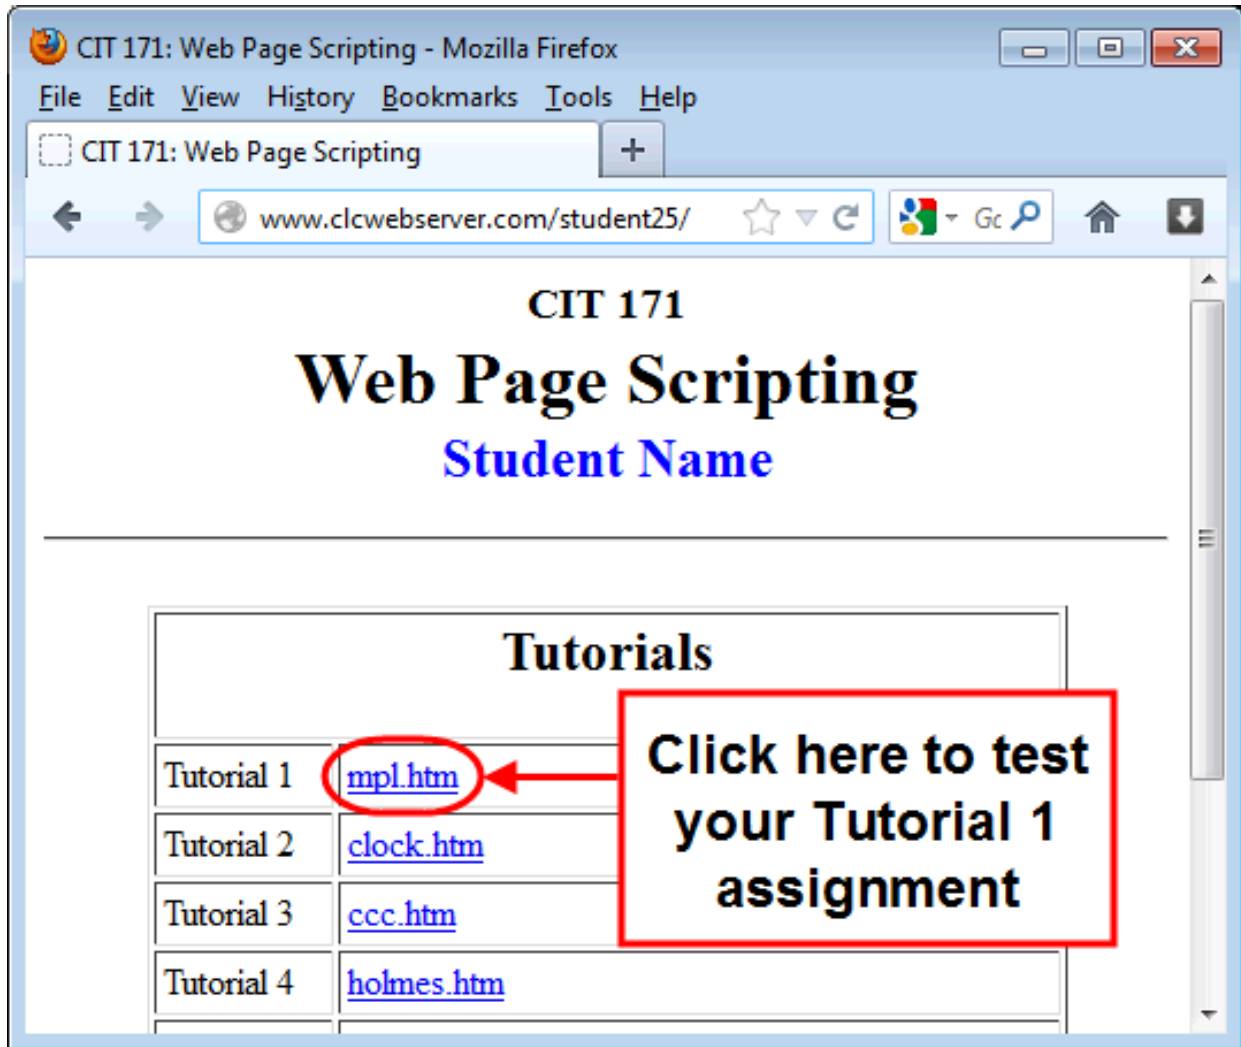 CIT 171: Web Page Scripting - Mozilla Firefox
File Edit View History Bookmarks Tools Help
CIT 171: Web Page Scripting
www.clcwebserver.com/student25/
CIT 171
Web Page Scripting
Student Name
Tutorials
Tutorial 1 mpl.htm
Tutorial 2 clock.htm
Tutorial 3 ccc.htm
Tutorial 4 holmes.htm
Click here to test
your Tutorial 1
assignment